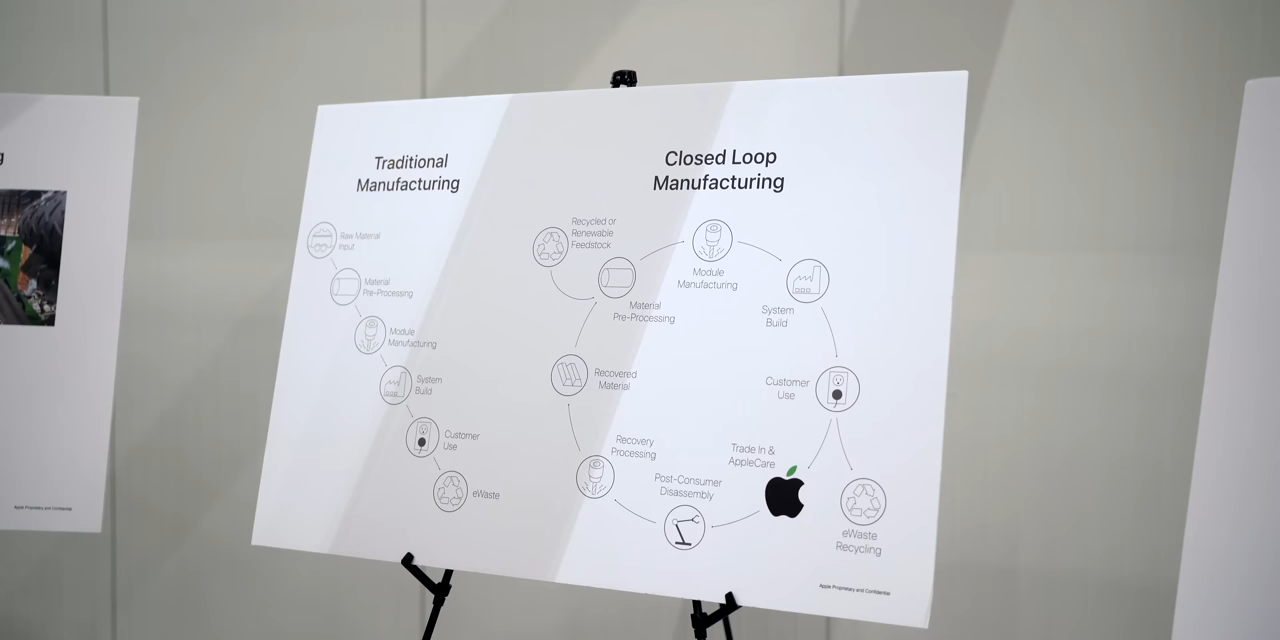 g
Apple Proprietary and Confidential
Traditional
Manufacturing
Raw Material
Input
Material
Pre-Processing
Module
Manufacturing
System
Build
Customer
Use
eWaste
Closed Loop
Manufacturing
Recycled or
Renewable
Feedstock
Material
Pre-Processing
Module
Manufacturing
System
Build
Customer
Use
Trade In &
AppleCare
eWaste
Recycling
Post-Consumer
Disassembly
Recovery
Processing
Recovered
Material
Apple Proprietary and Confidential